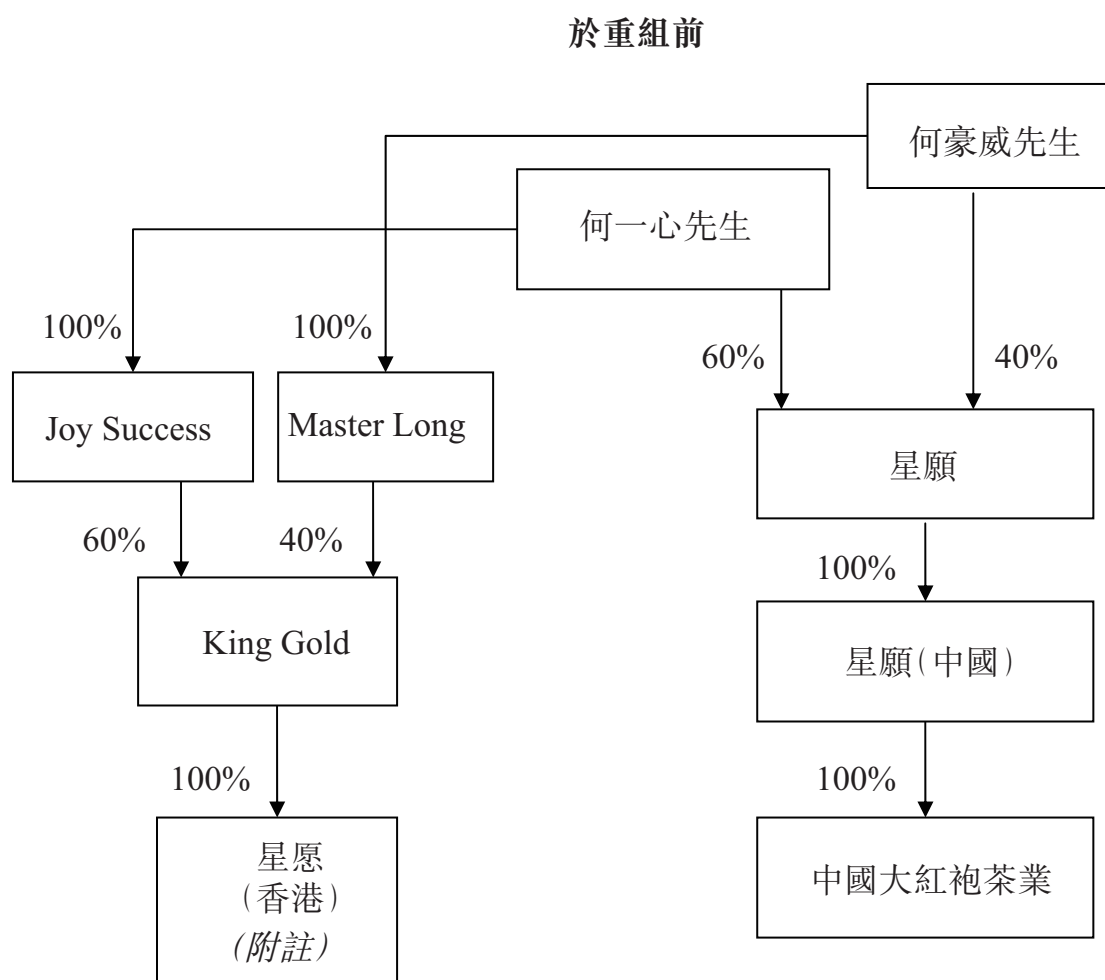 於重組前
何豪威先生
何一心先生
100%
100%
60%
40%
Joy Success
Master Long
星願
60%
40%
100%
King Gold
星願(中國)
100%
100%
星愿
(香港)
(附註)
中國大紅袍茶業